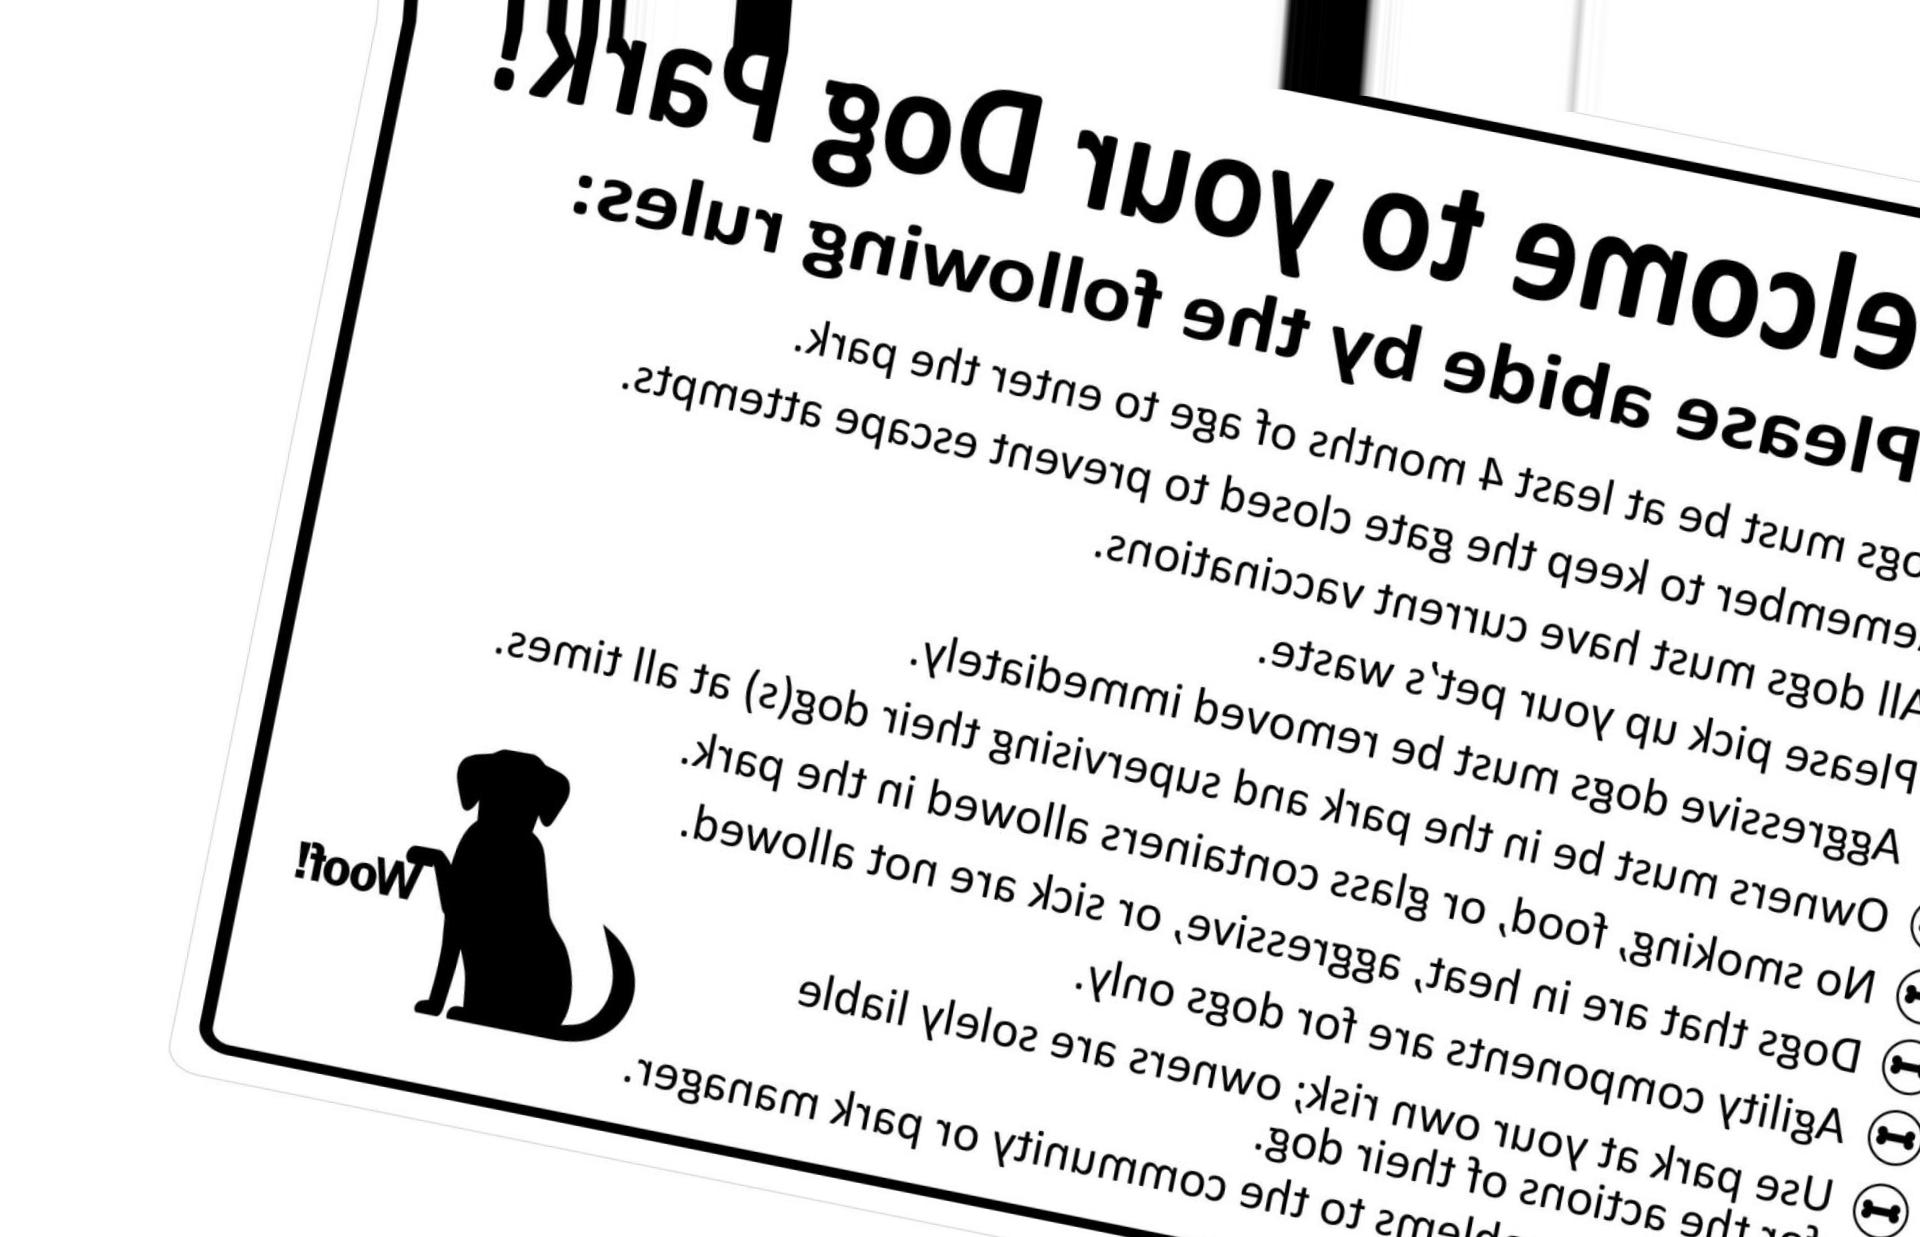 elcome to your Dog Park!
Please abide by the following rules:
ogs must be at least 4 months of age to enter the park.
emember to keep the gate closed to prevent escape attempts.
All dogs must have current vaccinations.
Please pick up your pet's waste.
Aggressive dogs must be removed immediately.
Owners must be in the park and supervising their dog(s) at all times.
No smoking, food, or glass containers allowed in the park.
Dogs that are in heat, aggressive, or sick are not allowed.
Agility components are for dogs only.
Use park at your own risk; owners are solely liable
for the actions of their dog.
blems to the community or park manager.
Woof!